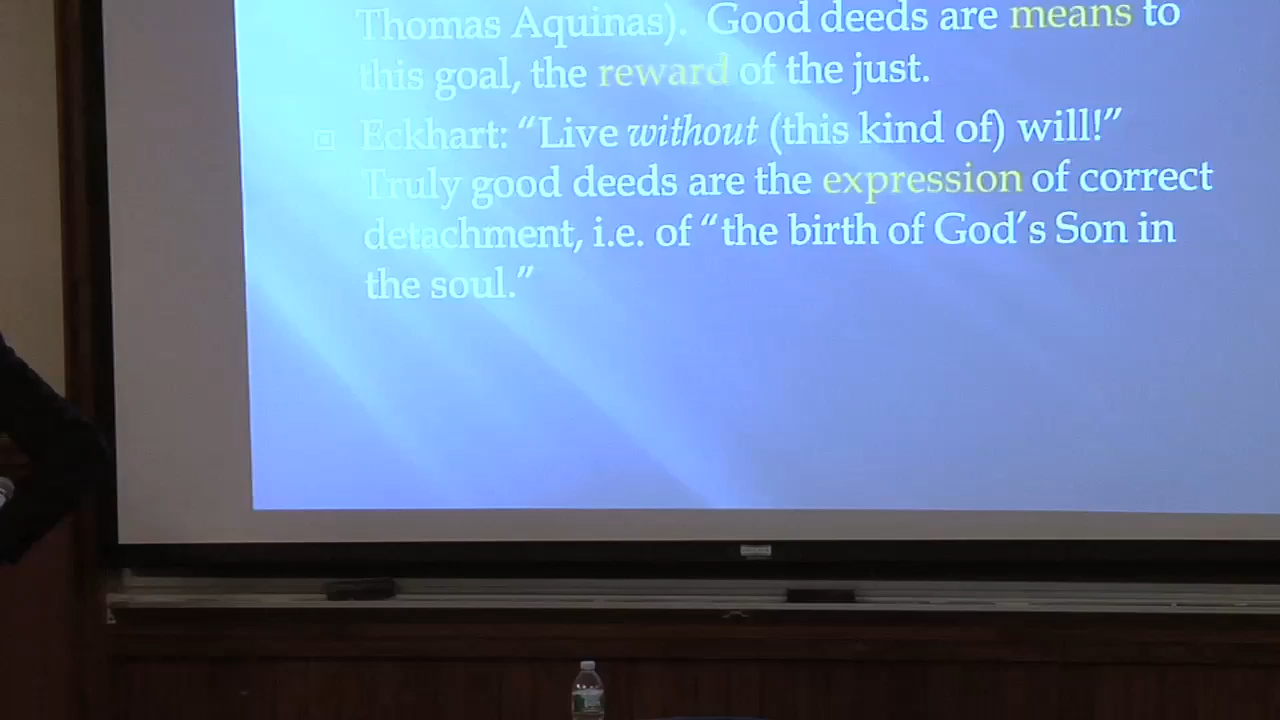 Thomas Aquinas). Good deeds are means to
this goal, the reward of the just.
Eckhart: “Live without (this kind of) will!”
Truly good deeds are the expression of correct
detachment, i.e. of “the birth of God’s Son in
the soul.”